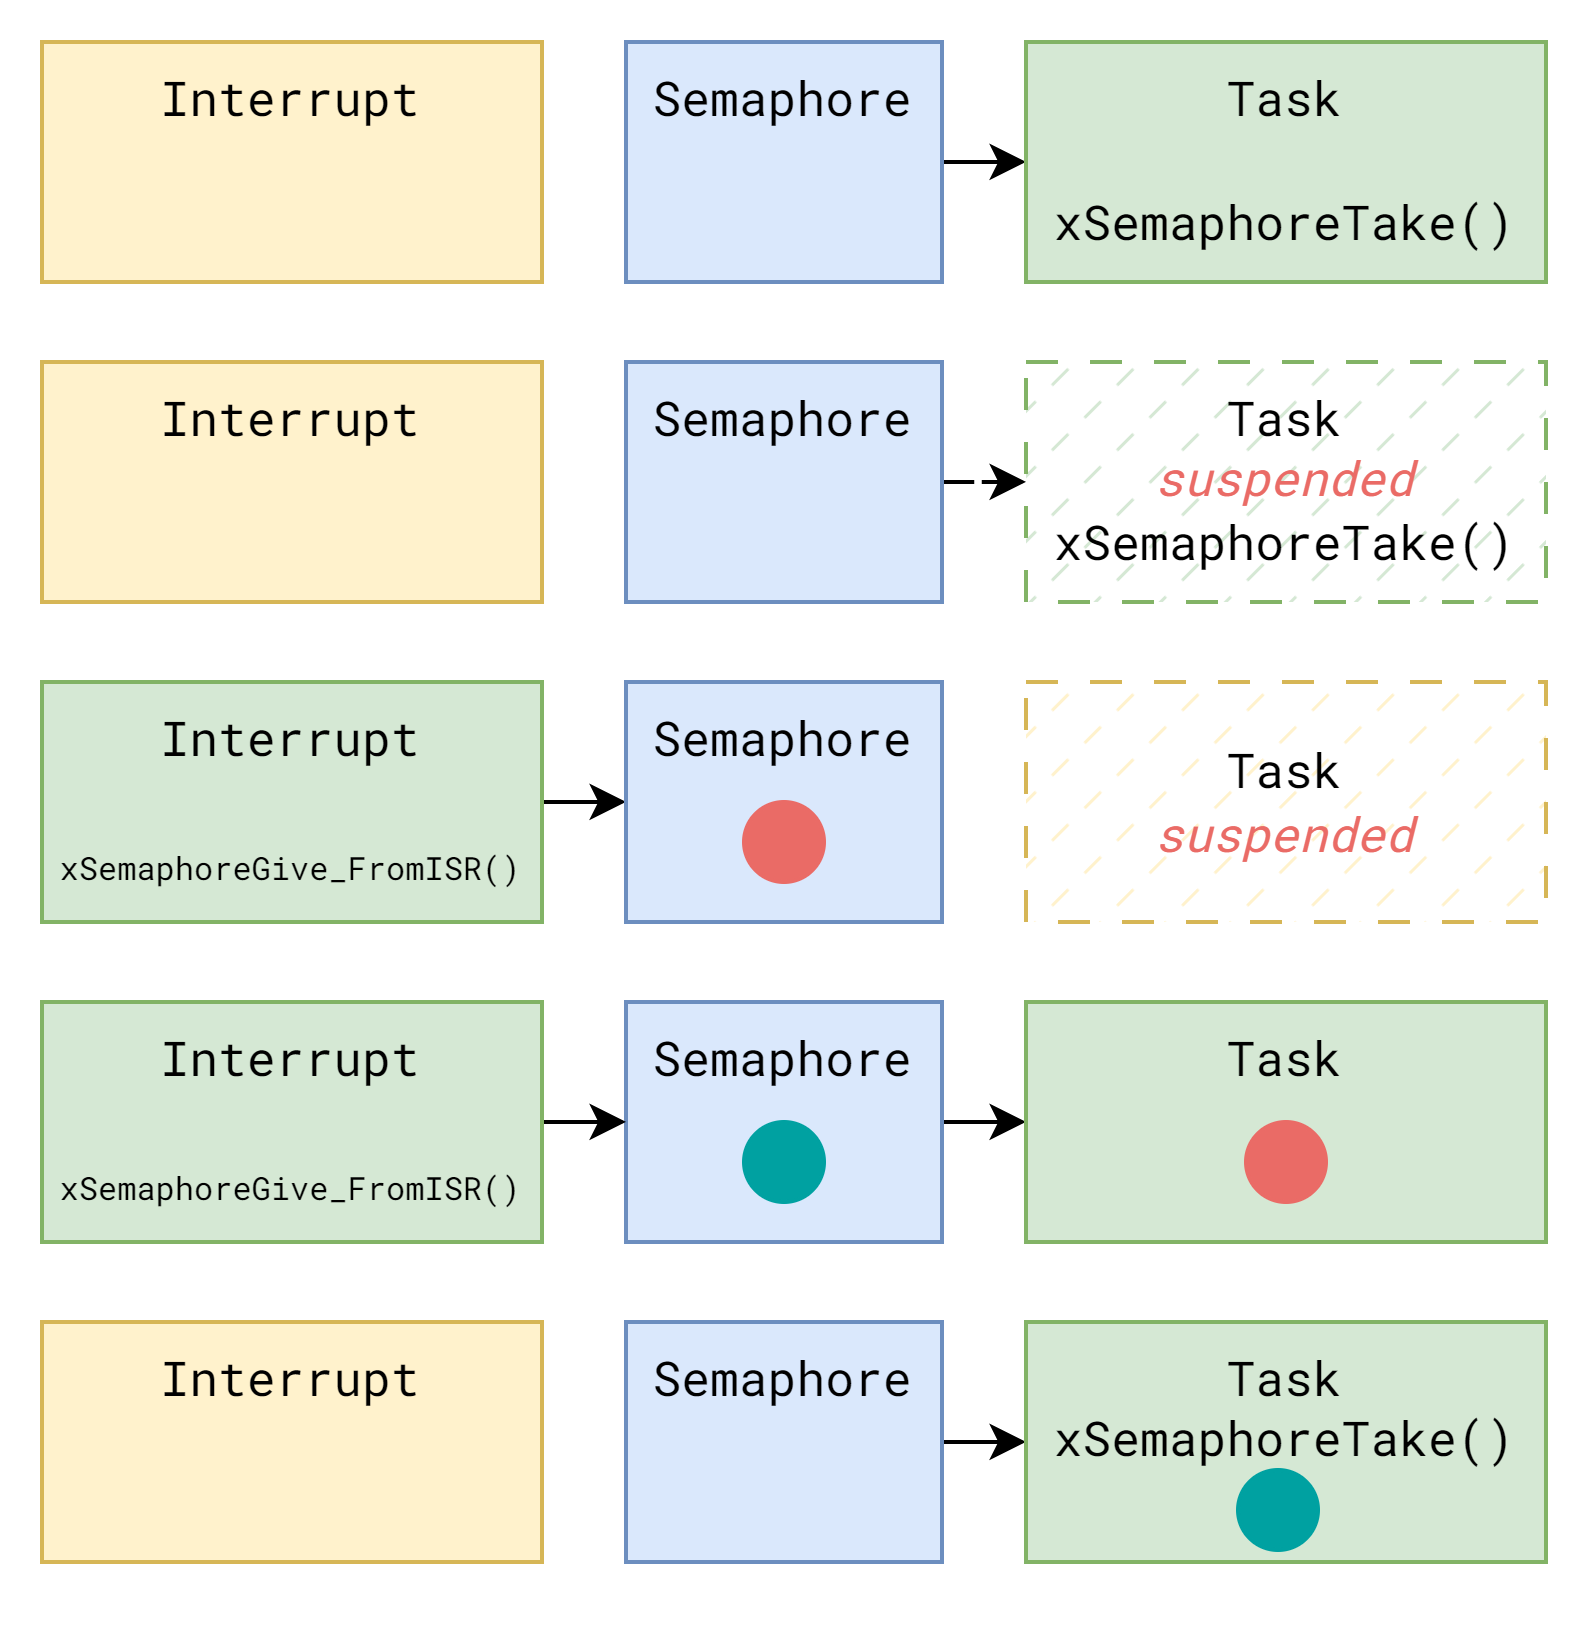 Interrupt
Semaphore
Task
xSemaphoreTake()
Interrupt
Semaphore
Task
suspended
xSemaphoreTake()
Interrupt
xSemaphoreGive_FromISR()
Semaphore
Task
suspended
Interrupt
xSemaphoreGive_FromISR()
Semaphore
Task
Interrupt
Semaphore
Task
xSemaphoreTake()